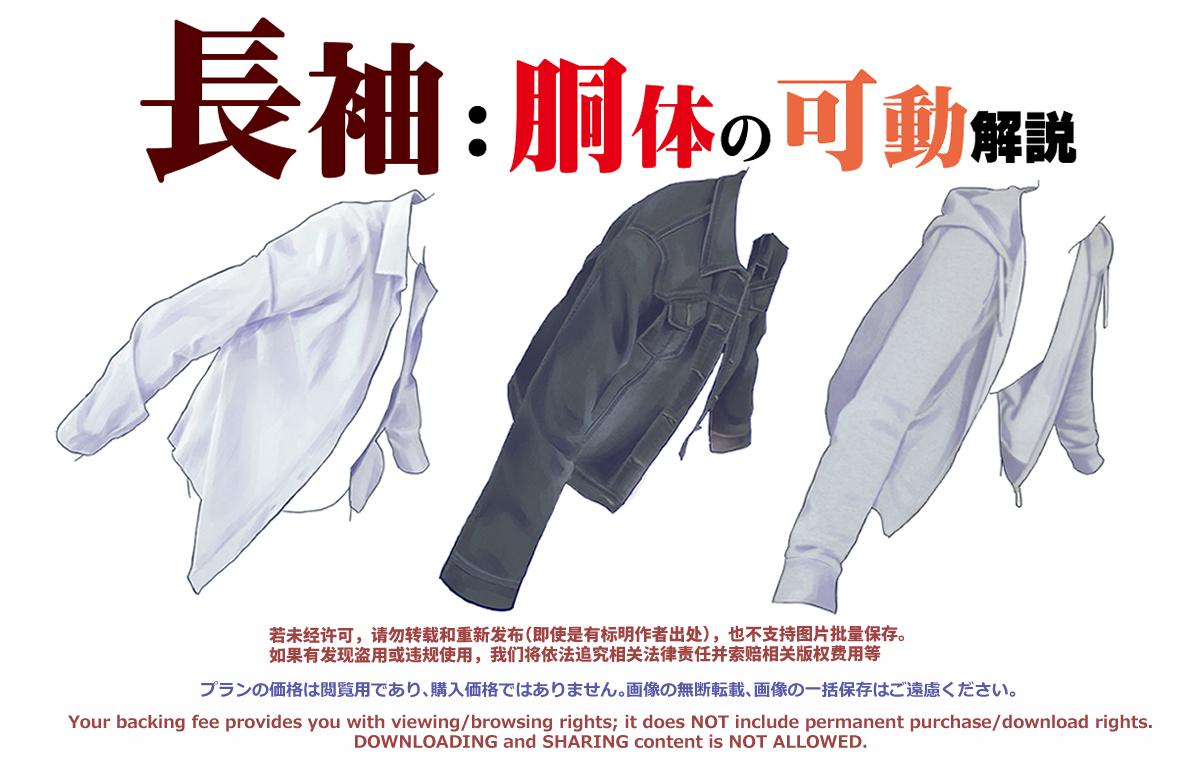 長袖：胴体の可動解説
若未经许可，请勿转载和重新发布（即使是有标明作者出处），也不支持图片批量保存。
如果有发现盗用或违规使用，我们将依法追究相关法律责任并索赔相关版权费用等
プランの価格は閲覧用であり、購入価格ではありません。画像の無断転載、画像の一括保存はご遠慮ください。
Your backing fee provides you with viewing/browsing rights; it does NOT include permanent purchase/download rights.
DOWNLOADING and SHARING content is NOT ALLOWED.